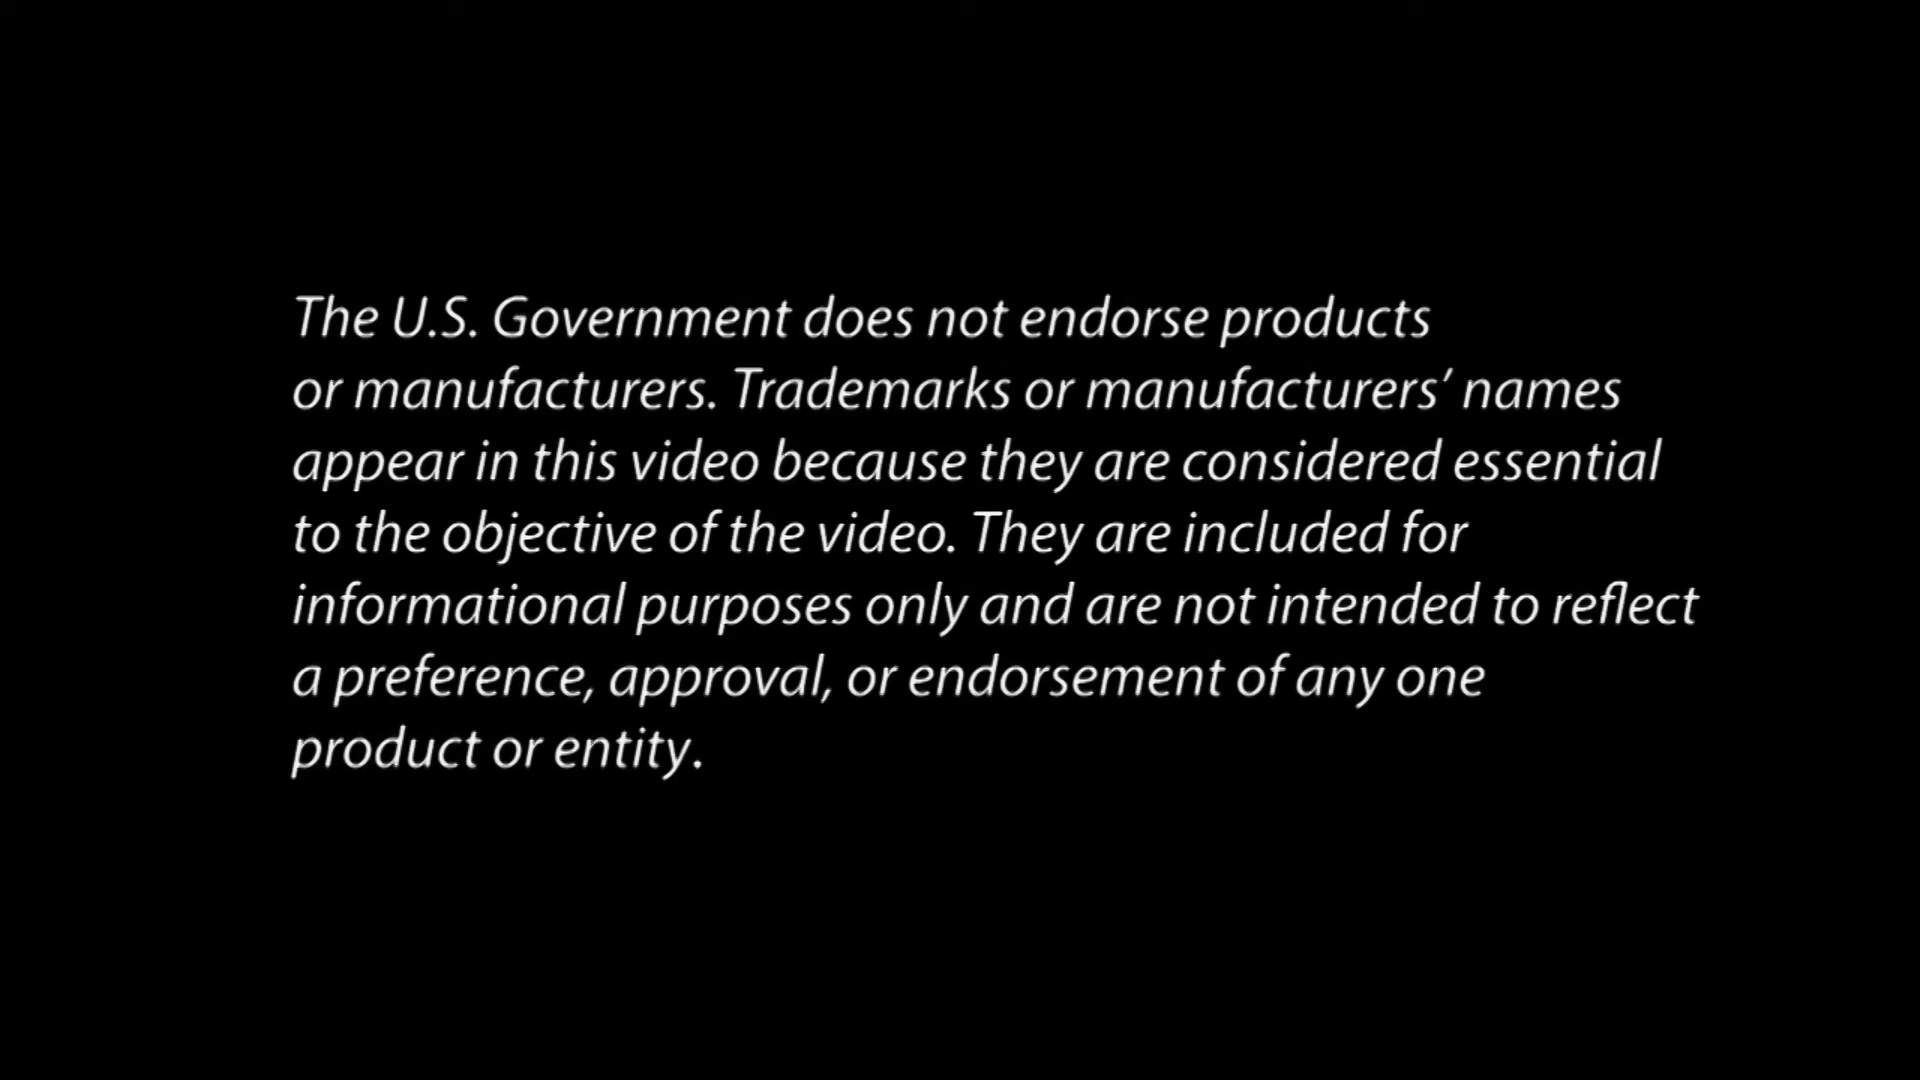 The U.S. Government does not endorse products
or manufacturers. Trademarks or manufacturers’ names
appear in this video because they are considered essential
to the objective of the video. They are included for
informational purposes only and are not intended to reflect
a preference, approval, or endorsement of any one
product or entity.